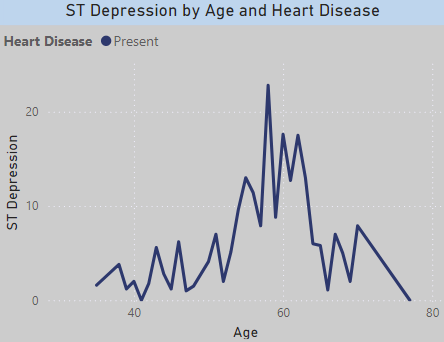 ST Depression by Age and Heart Disease
Heart Disease Present
20
10
0
ST Depression
40 60 80
Age